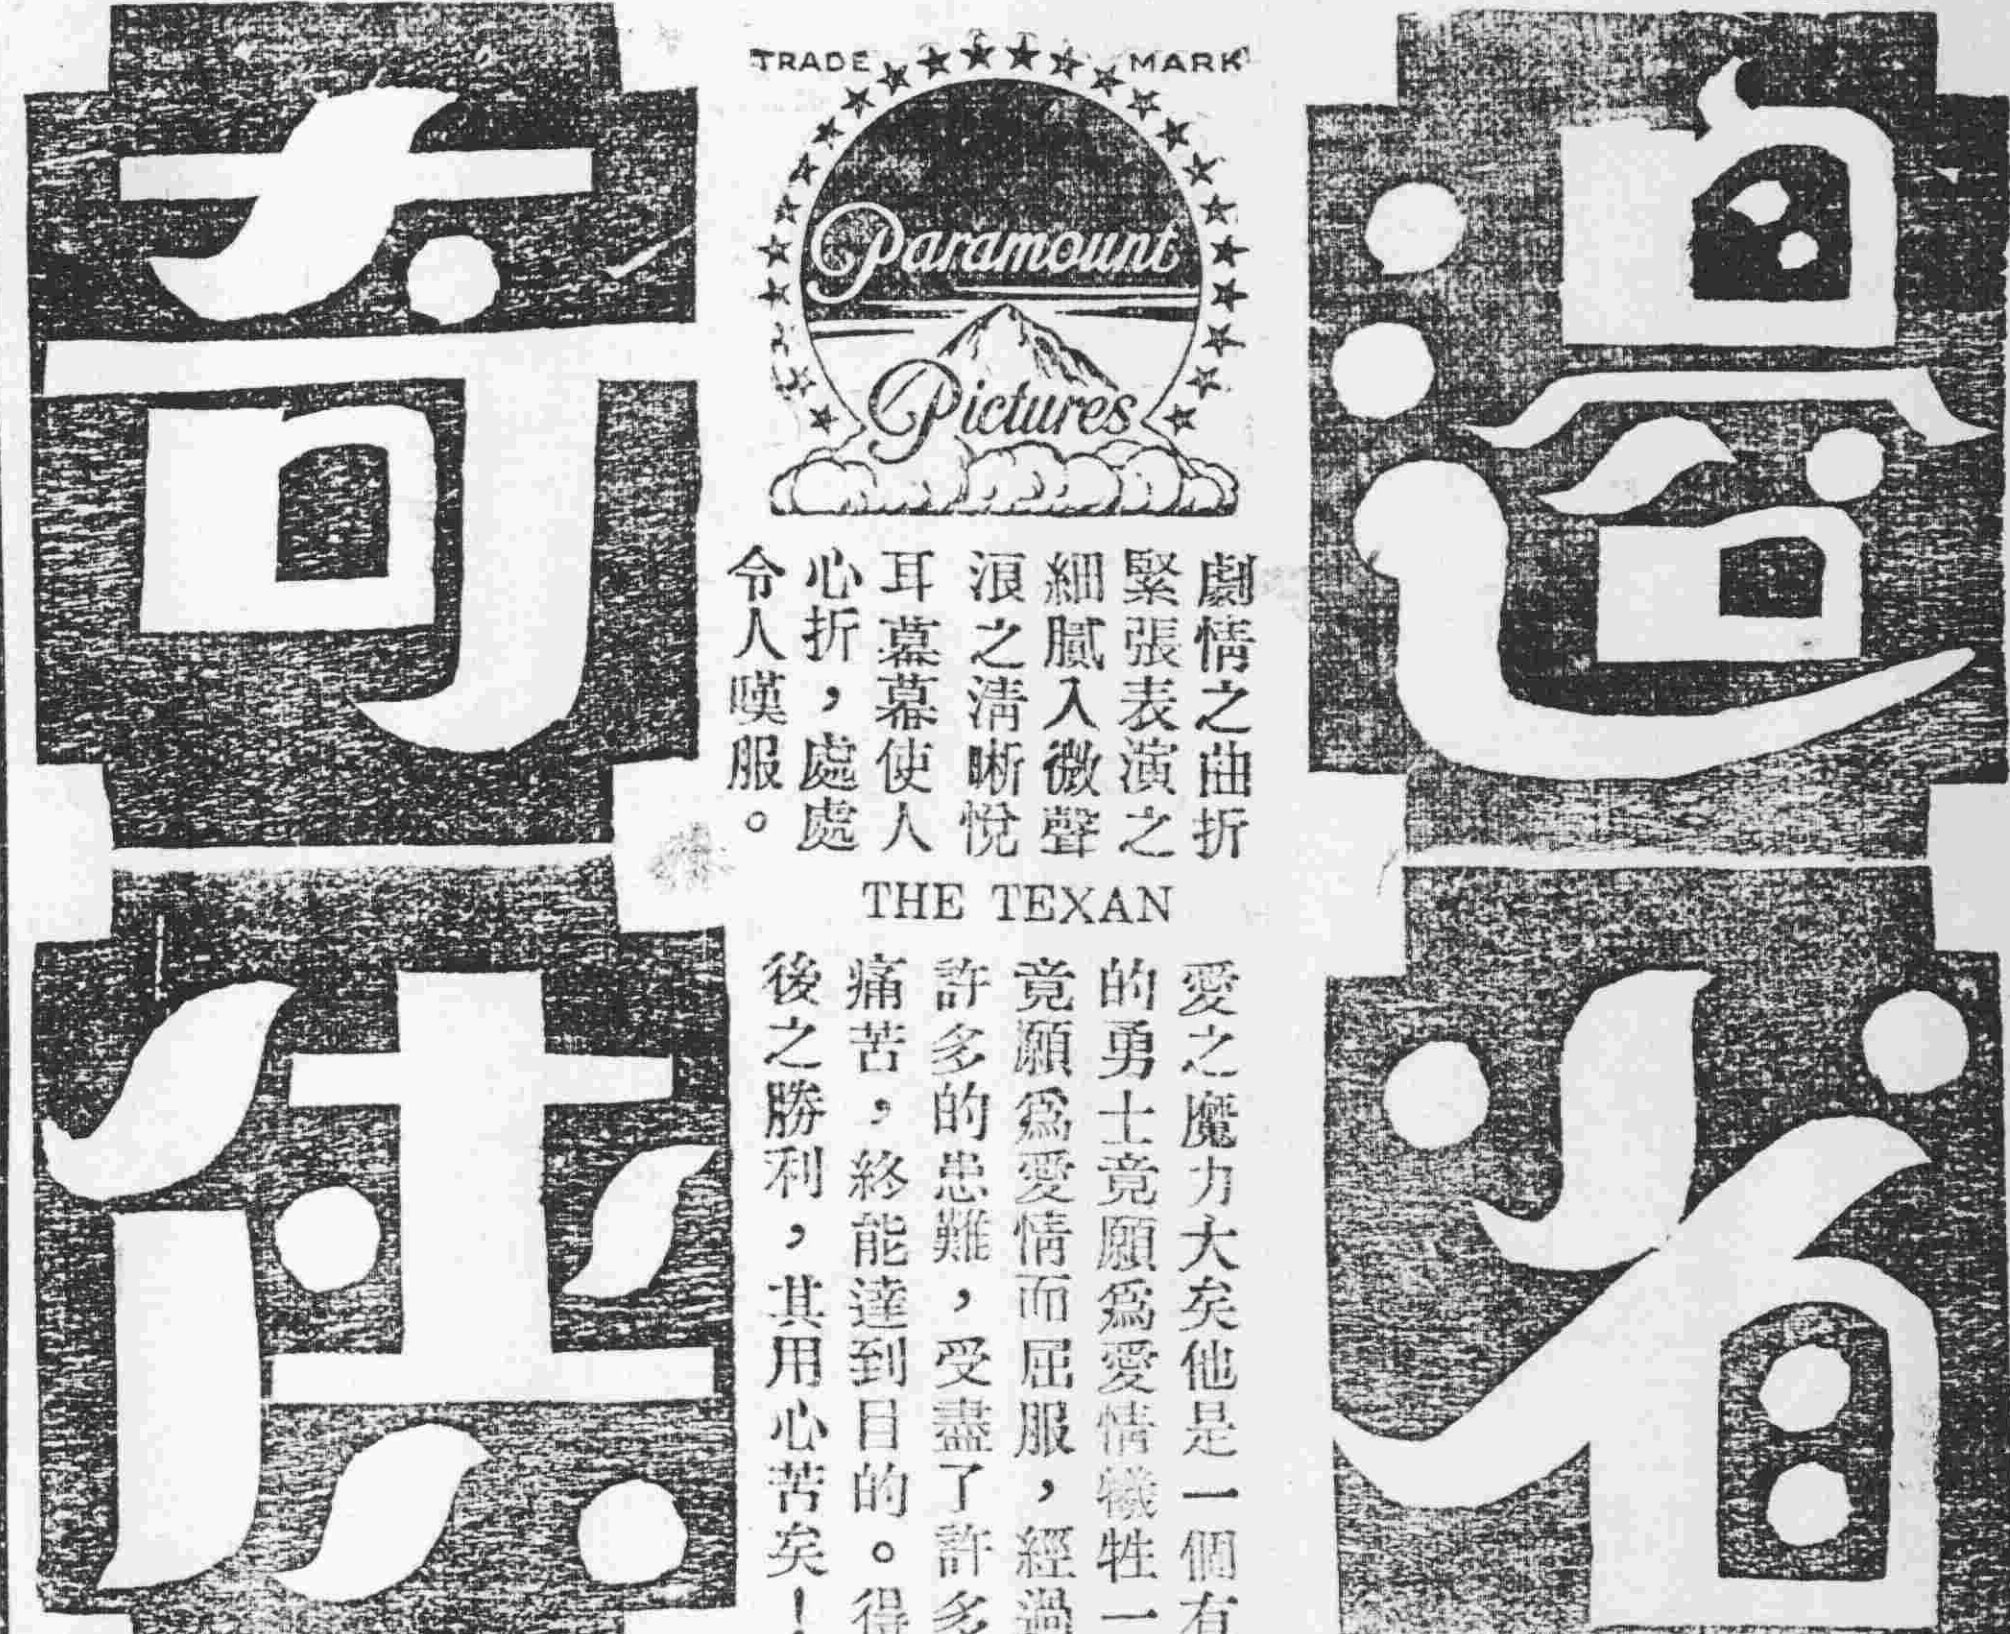 邊省
奇俠
TRADE MARK
Paramount
Pictures
劇情之曲折
緊張表演之
細膩入微聲
浪之清晰悅
耳幕幕使人
心折，處處
令人嘆服。
THE TEXAN
愛之魔力大矣他是一個有
的勇士竟願爲愛情犧牲一
竟願爲愛情而屈服，經過
許多的患難，受盡了許多
痛苦，終能達到目的。得
後之勝利，其用心苦矣！